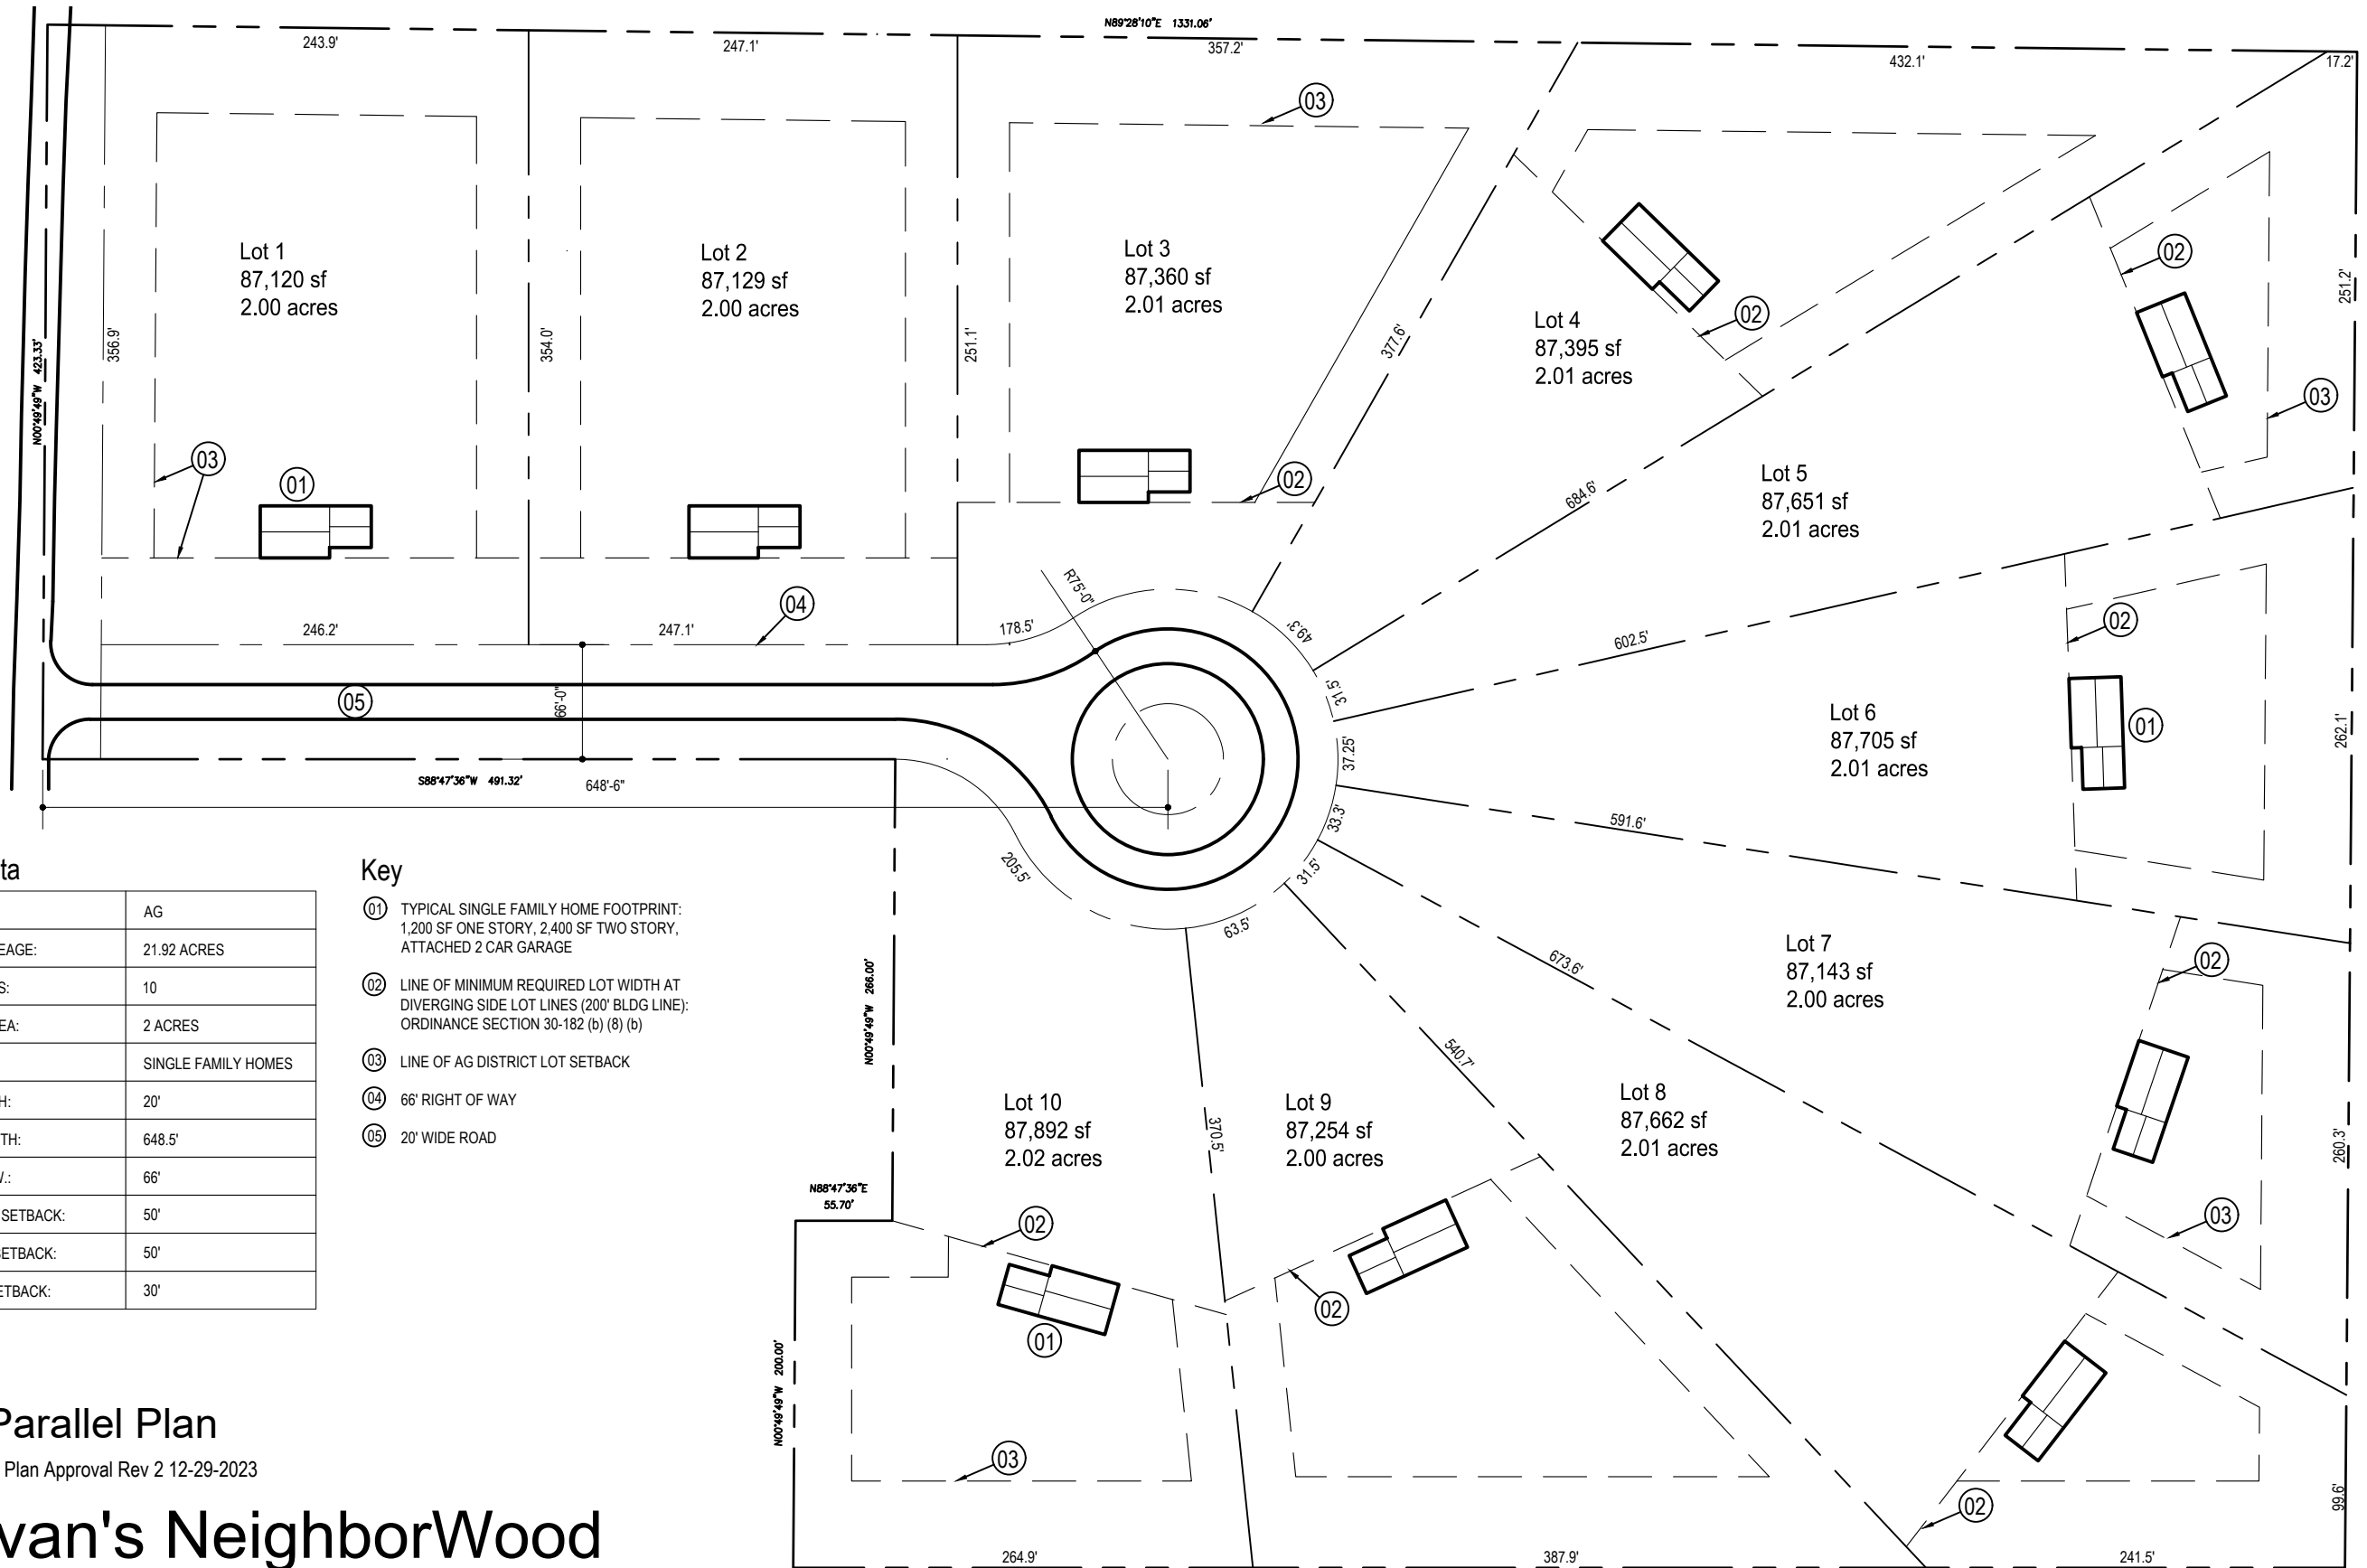 N89°28'10"E 1331.06'
243.9'
247.1'
357.2'
432.1'
17.2'
03
Lot 1
87,120 sf
2.00 acres
Lot 2
87,129 sf
2.00 acres
Lot 3
87,360 sf
2.01 acres
02
251.2'
N00°49'49"W 423.33'
356.9'
354.0'
251.1'
377.6'
Lot 4
87,395 sf
2.01 acres
02
03
03
01
02
684.6'
Lot 5
87,651 sf
2.01 acres
R75'-0"
04
246.2'
247.1'
178.5'
49.3'
602.5'
02
31.5'
05
66'-0"
37.25'
Lot 6
87,705 sf
2.01 acres
01
262.1'
S88°47'36"W 491.32'
648'-6"
33.3'
591.6'
205.5'
31.5'
63.5'
ta
AG
EAGE: 21.92 ACRES
S: 10
EA: 2 ACRES
SINGLE FAMILY HOMES
H: 20'
TH: 648.5'
V.: 66'
SETBACK: 50'
SETBACK: 50'
ETBACK: 30'
Key
01 TYPICAL SINGLE FAMILY HOME FOOTPRINT:
1,200 SF ONE STORY, 2,400 SF TWO STORY,
ATTACHED 2 CAR GARAGE
02 LINE OF MINIMUM REQUIRED LOT WIDTH AT
DIVERGING SIDE LOT LINES (200' BLDG LINE):
ORDINANCE SECTION 30-182 (b) (8) (b)
03 LINE OF AG DISTRICT LOT SETBACK
04 66' RIGHT OF WAY
05 20' WIDE ROAD
N00°49'49"W 266.00'
673.6'
Lot 7
87,143 sf
2.00 acres
02
540.7'
Lot 10
87,892 sf
2.02 acres
370.5'
Lot 9
87,254 sf
2.00 acres
Lot 8
87,662 sf
2.01 acres
260.3'
N88°47'36"E
55.70'
02
03
02
01
N00°49'49"W 200.00'
03
02
99.6'
264.9'
387.9'
241.5'
Parallel Plan
Plan Approval Rev 2 12-29-2023
van's NeighborWood